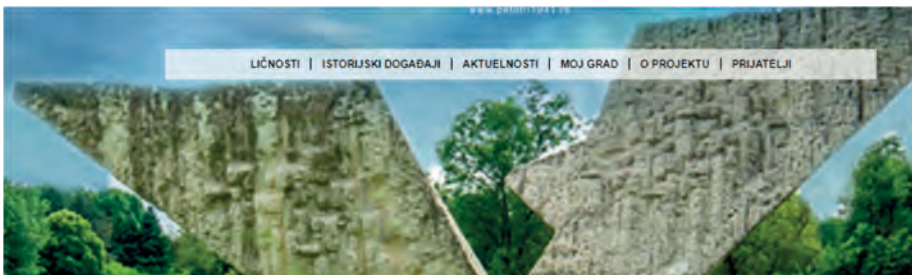 LIČNOSTI | ISTORIJSKI DOGAĐAJI | AKTUELNOSTI | MOJ GRAD | O PROJEKTU | PRIJATELJI